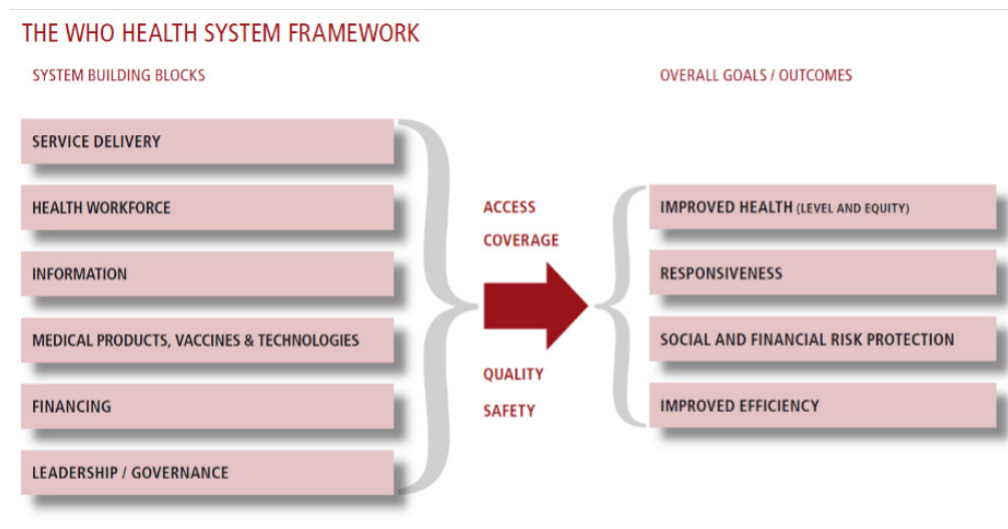 THE WHO HEALTH SYSTEM FRAMEWORK
SYSTEM BUILDING BLOCKS
OVERALL GOALS / OUTCOMES
SERVICE DELIVERY
HEALTH WORKFORCE
INFORMATION
MEDICAL PRODUCTS, VACCINES & TECHNOLOGIES
FINANCING
LEADERSHIP / GOVERNANCE
ACCESS
COVERAGE
QUALITY
SAFETY
IMPROVED HEALTH (LEVEL AND EQUITY)
RESPONSIVENESS
SOCIAL AND FINANCIAL RISK PROTECTION
IMPROVED EFFICIENCY